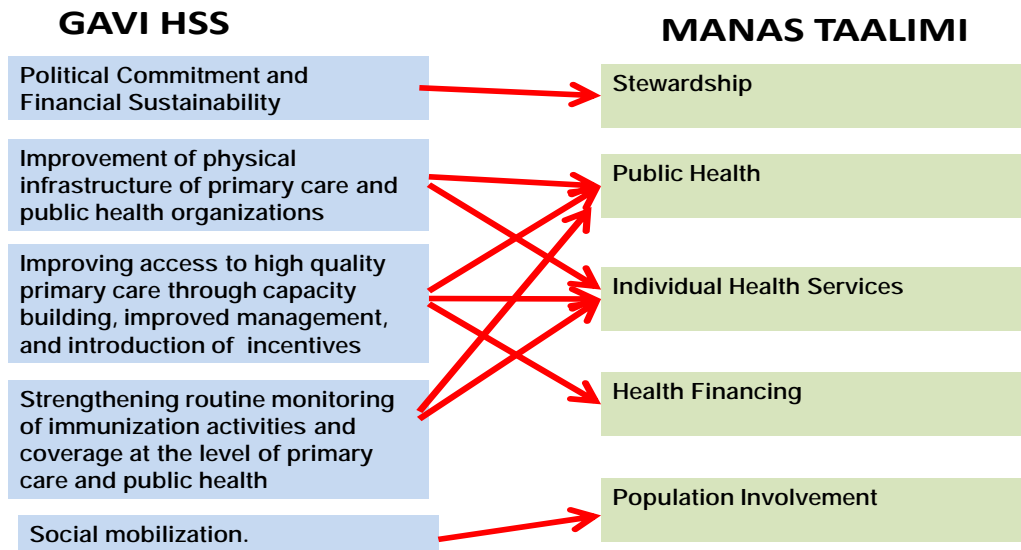 GAVI HSS
Political Commitment and
Financial Sustainability
Improvement of physical
infrastructure of primary care and
public health organizations
Improving access to high quality
primary care through capacity
building, improved management,
and introduction of incentives
Strengthening routine monitoring
of immunization activities and
coverage at the level of primary
care and public health
Social mobilization.
MANAS TAALIMI
Stewardship
Public Health
Individual Health Services
Health Financing
Population Involvement